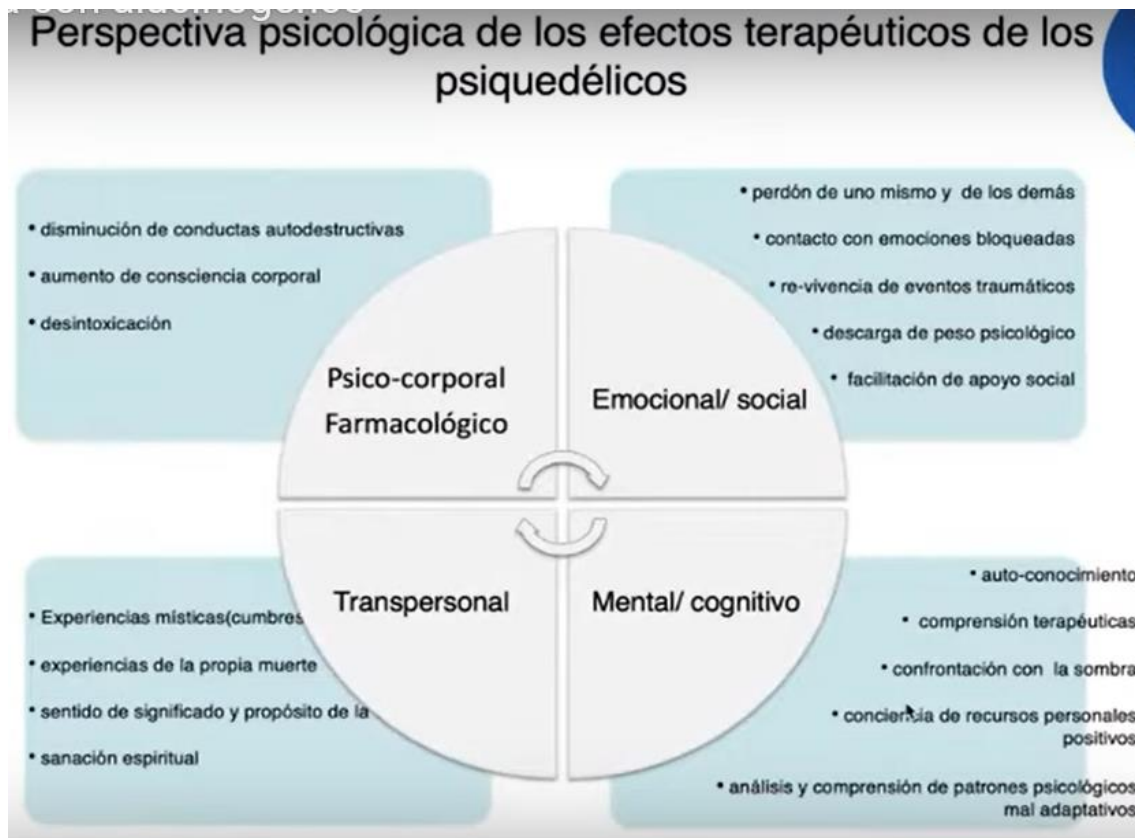 Perspectiva psicológica de los efectos terapéuticos de los
psiquedélicos
• disminución de conductas autodestructivas
• aumento de consciencia corporal
• desintoxicación
• perdón de uno mismo y de los demás
• contacto con emociones bloqueadas
• re-vivencia de eventos traumáticos
• descarga de peso psicológico
• facilitación de apoyo social
Psico-corporal
Farmacológico
Emocional/ social
Transpersonal
Mental/ cognitivo
• Experiencias místicas(cumbres
• experiencias de la propia muerte
• sentido de significado y propósito de la
• sanación espiritual
• auto-conocimiento
• comprensión terapéuticas
• confrontación con la sombra
• conciencia de recursos personales
positivos
• análisis y comprensión de patrones psicológicos
mal adaptativos